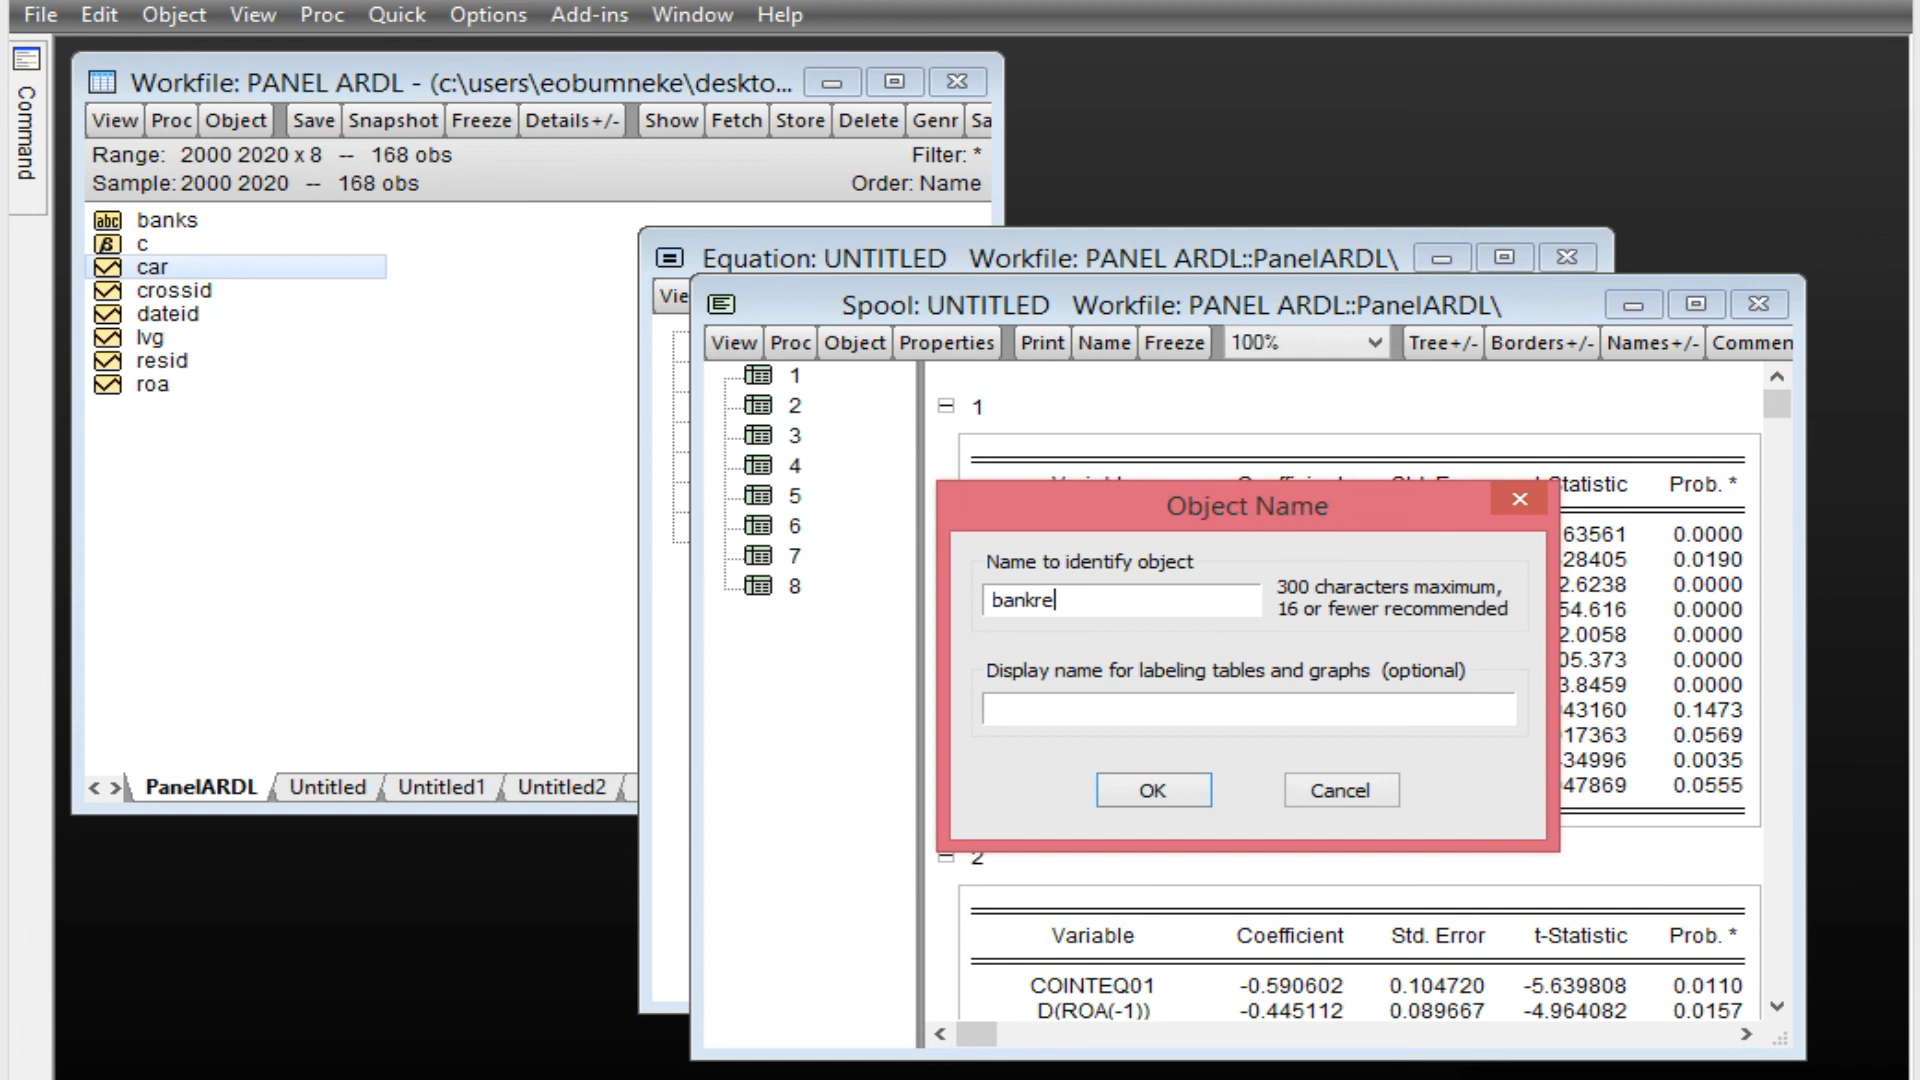 File Edit Object View Proc Quick Options Add-ins Window Help
Command
Workfile: PANEL ARDL - (c:\users\eobumneke\deskto...
View Proc Object Save Snapshot Freeze Details+/- Show Fetch Store Delete Genr Sa
Range: 2000 2020 x 8 -- 168 obs Filter: *
Sample: 2000 2020 -- 168 obs Order: Name
abc banks
β c
car
crossid
dateid
lvg
resid
roa
< > PanelARDL Untitled Untitled1 Untitled2
Equation: UNTITLED Workfile: PANEL ARDL::PanelARDL\
Vie
Spool: UNTITLED Workfile: PANEL ARDL::PanelARDL\
View Proc Object Properties Print Name Freeze 100% Tree+/- Borders+/- Names+/- Commen
1
2
3
4
5
6
7
8
1
Statistic Prob. *
63561 0.0000
28405 0.0190
2.6238 0.0000
54.616 0.0000
2.0058 0.0000
05.373 0.0000
3.8459 0.0000
43160 0.1473
17363 0.0569
34996 0.0035
47869 0.0555
Object Name
Name to identify object
bankre
300 characters maximum,
16 or fewer recommended
Display name for labeling tables and graphs (optional)
OK Cancel
2
Variable Coefficient Std. Error t-Statistic Prob. *
COINTEQ01 -0.590602 0.104720 -5.639808 0.0110
D(ROA(-1)) -0.445112 0.089667 -4.964082 0.0157